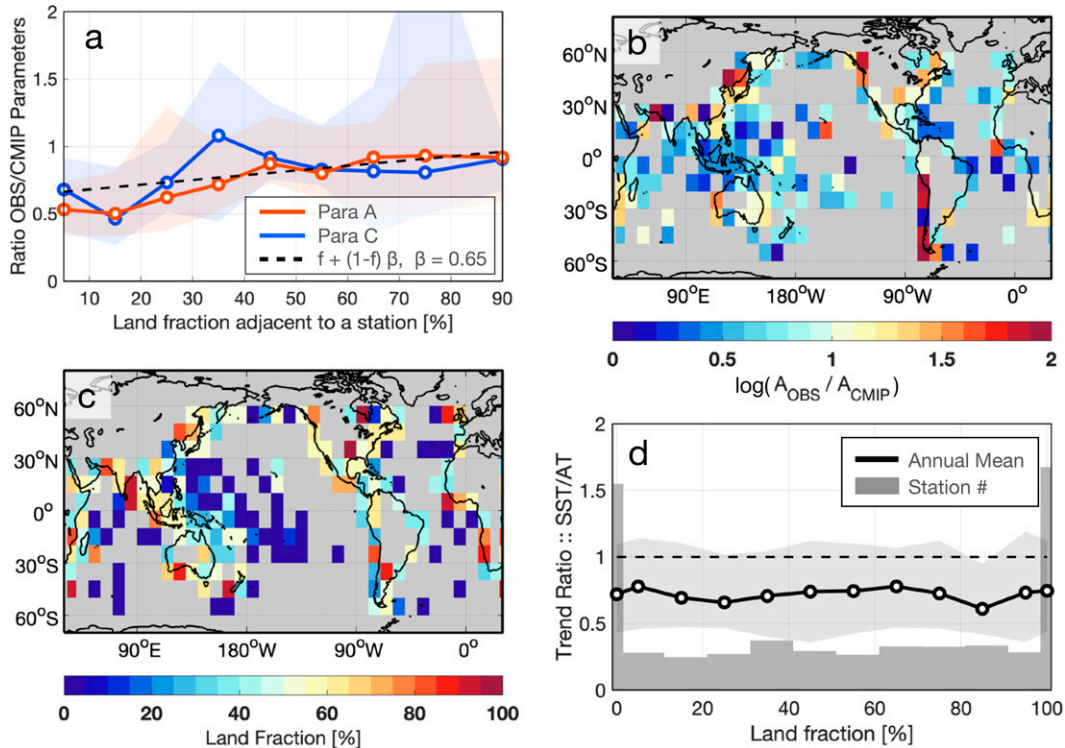 a
Ratio OBS/CMIP Parameters
2
1.5
1
0.5
0
Para A
Para C
f + (1-f) β, β = 0.65
10 20 30 40 50 60 70 80 90
Land fraction adjacent to a station [%]
b
60°N
30°N
0°
30°S
60°S
90°E 180°W 90°W 0°
0 0.5 1 1.5 2
log( A_OBS / A_CMIP)
c
60°N
30°N
0°
30°S
60°S
90°E 180°W 90°W 0°
0 20 40 60 80 100
Land Fraction [%]
d
Trend Ratio :: SST/AT
2
1.5
1
0.5
0
Annual Mean
Station #
0 20 40 60 80 100
Land fraction [%]